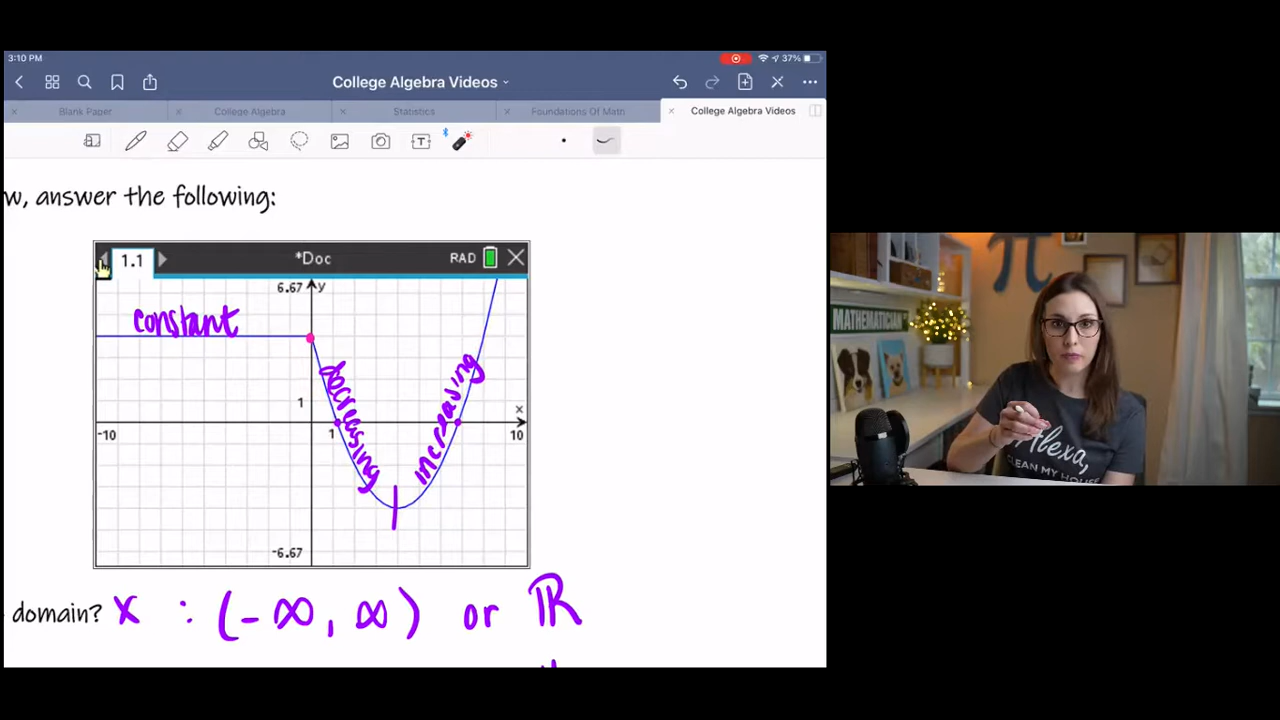 3:10 PM
37%
College Algebra Videos
Blank Paper
College Algebra
Statistics
Foundations Of Math
College Algebra Videos
T
w, answer the following:
1.1
*Doc
RAD
6.67
y
constant
decreasing
increasing
1
x
-10
1
10
-6.67
domain? x : (-∞, ∞) or ℝ
π
MATHEMATICIAN
Alexa,
CLEAN MY HOUSE